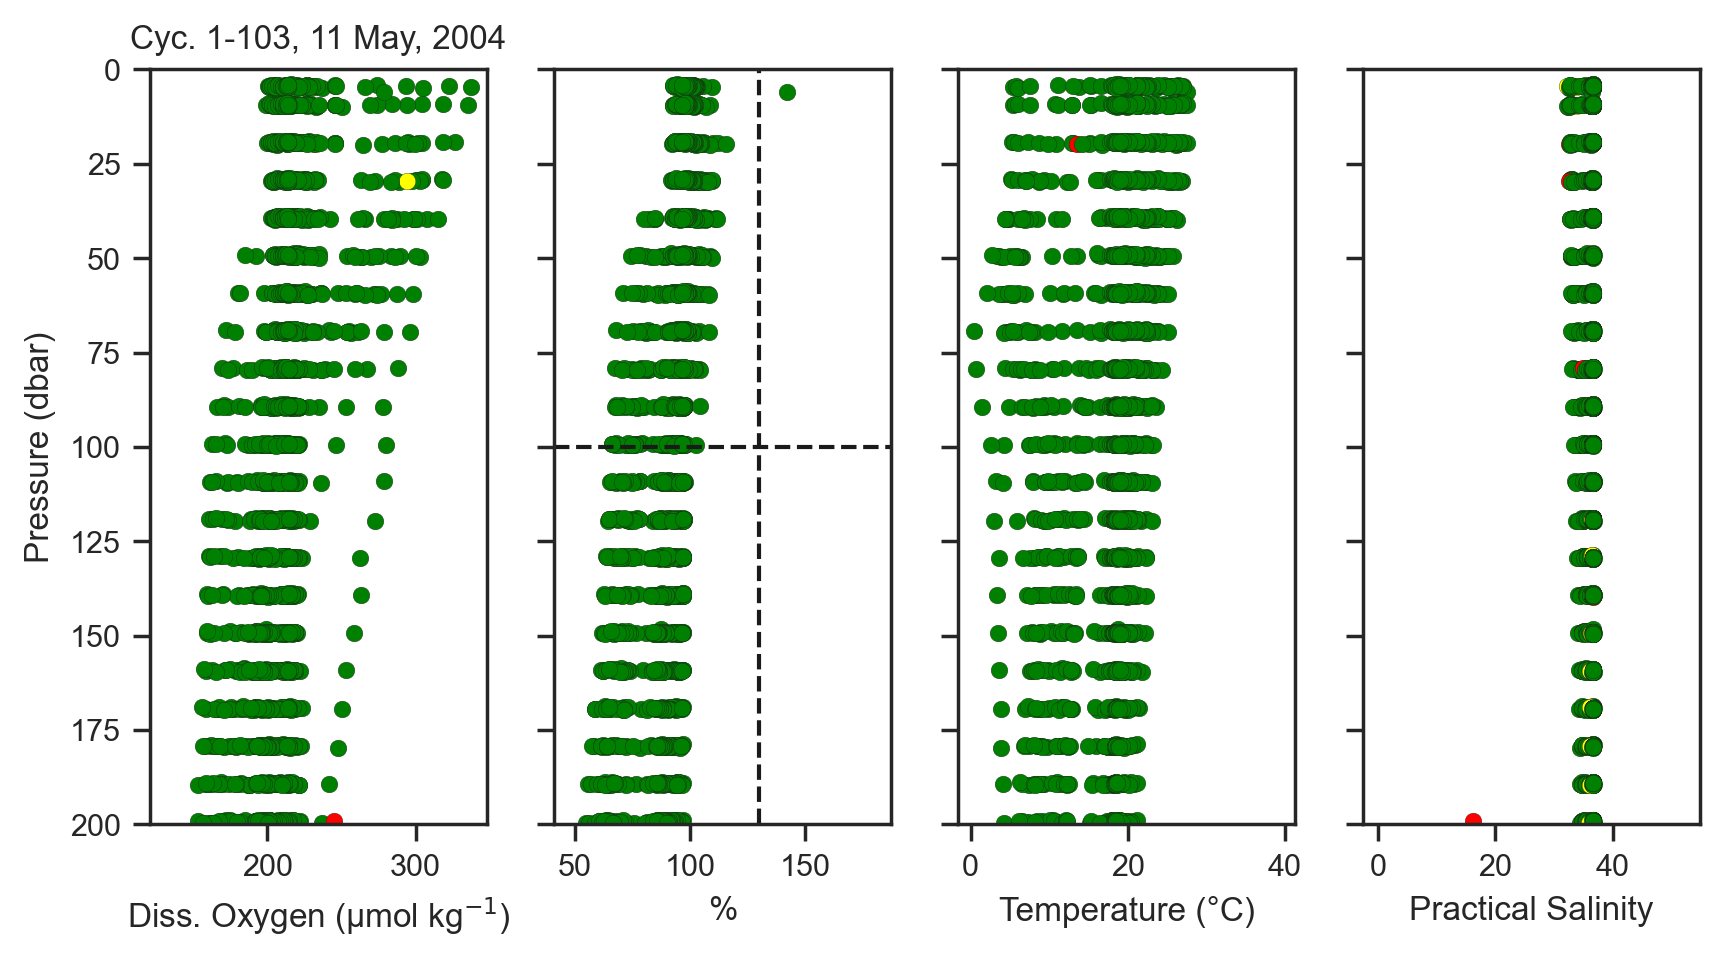 Cyc. 1-103, 11 May, 2004
0
25
50
75
100
125
150
175
200
Pressure (dbar)
200 300
50 100 150
0 20 40
0 20 40
Diss. Oxygen (µmol kg⁻¹)
%
Temperature (°C)
Practical Salinity